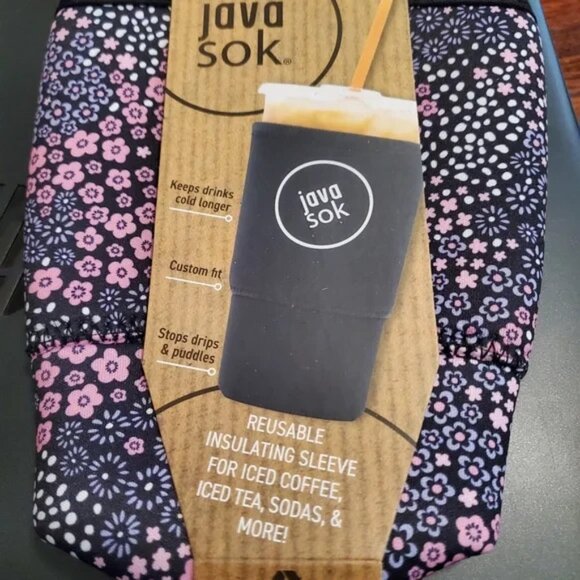 java
sok®
java
sok
Keeps drinks
cold longer
Custom fit
Stops drips
& puddles
REUSABLE
INSULATING SLEEVE
FOR ICED COFFEE,
ICED TEA, SODAS, &
MORE!